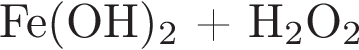 Fe(OH)₂ + H₂O₂